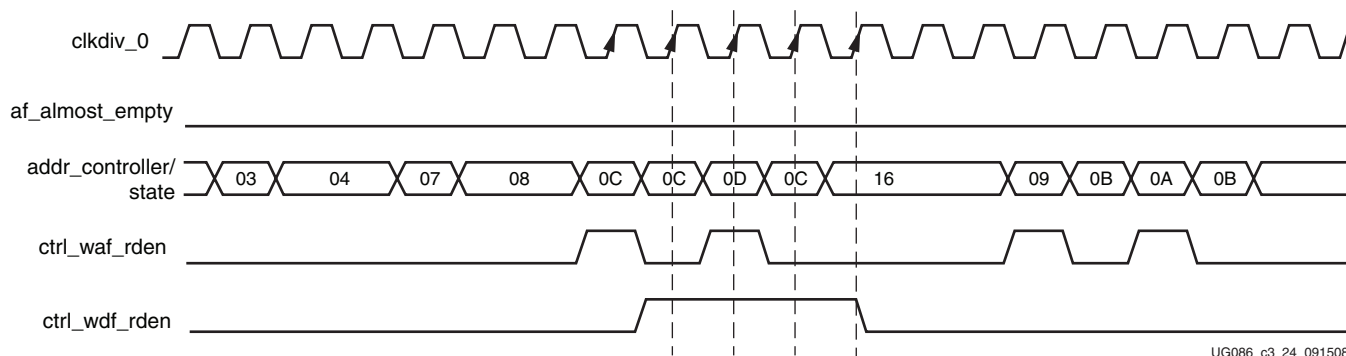 clkdiv_0
af_almost_empty
addr_controller/
state
03 04 07 08 0C 0C 0D 0C 16 09 0B 0A 0B
ctrl_waf_rden
ctrl_wdf_rden
UG086_c3_24_091508